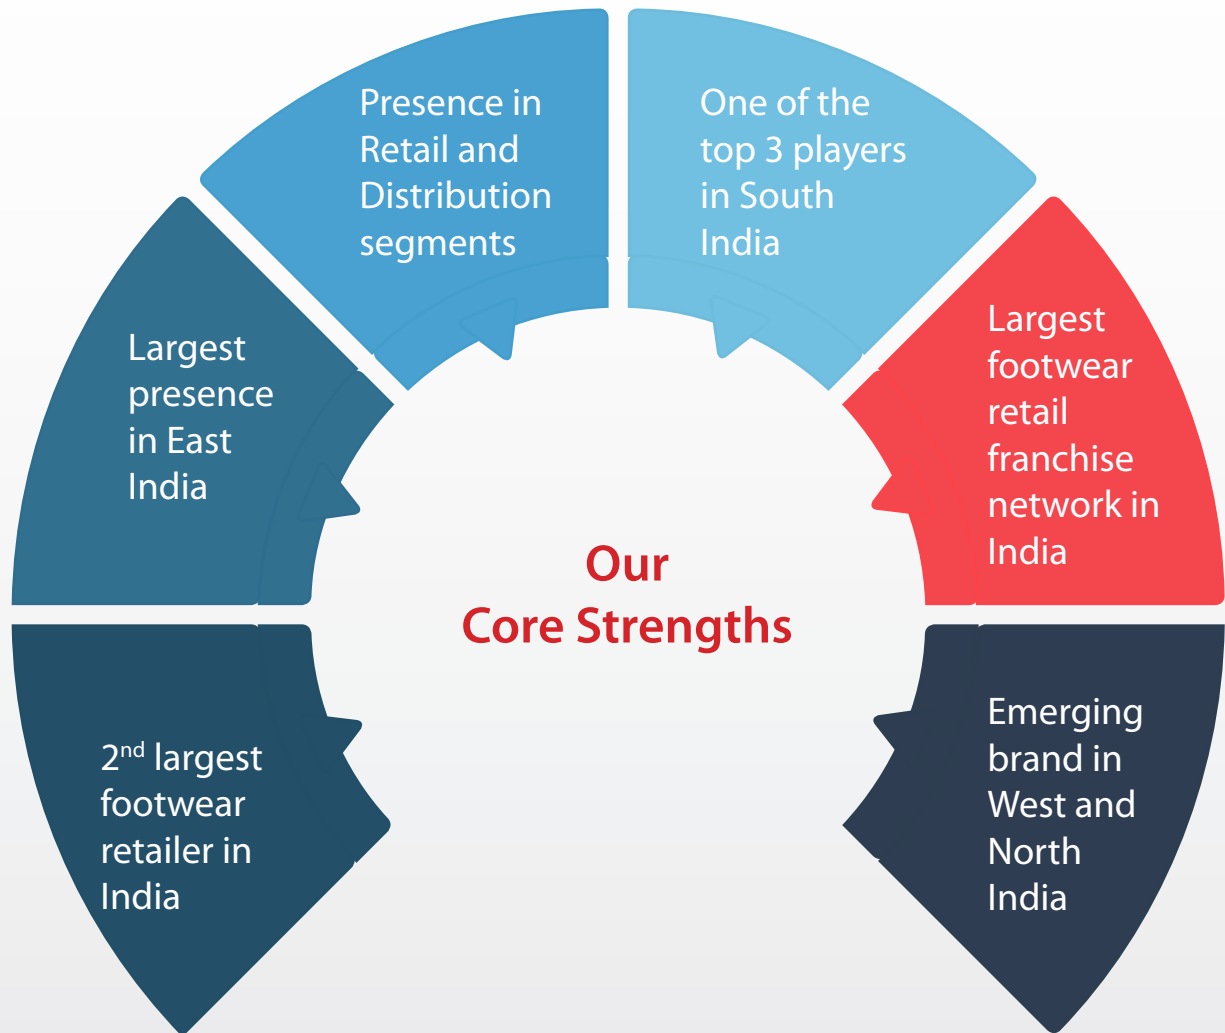 Presence in
Retail and
Distribution
segments
One of the
top 3 players
in South
India
Largest
presence
in East
India
Largest
footwear
retail
franchise
network in
India
Our
Core Strengths
2nd largest
footwear
retailer in
India
Emerging
brand in
West and
North
India